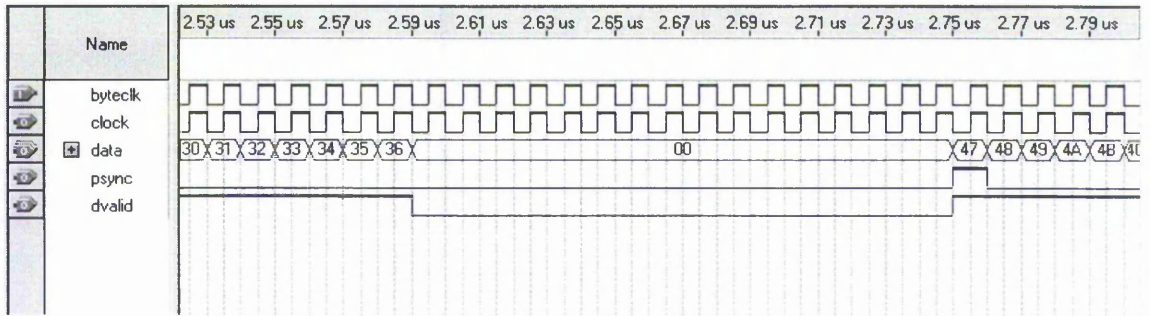 2.53 us 2.55 us 2.57 us 2.59 us 2.61 us 2.63 us 2.65 us 2.67 us 2.69 us 2.71 us 2.73 us 2.75 us 2.77 us 2.79 us
Name
byteclk
clock
data 30 31 32 33 34 35 36 00 47 48 49 4A 4B
psync
dvalid